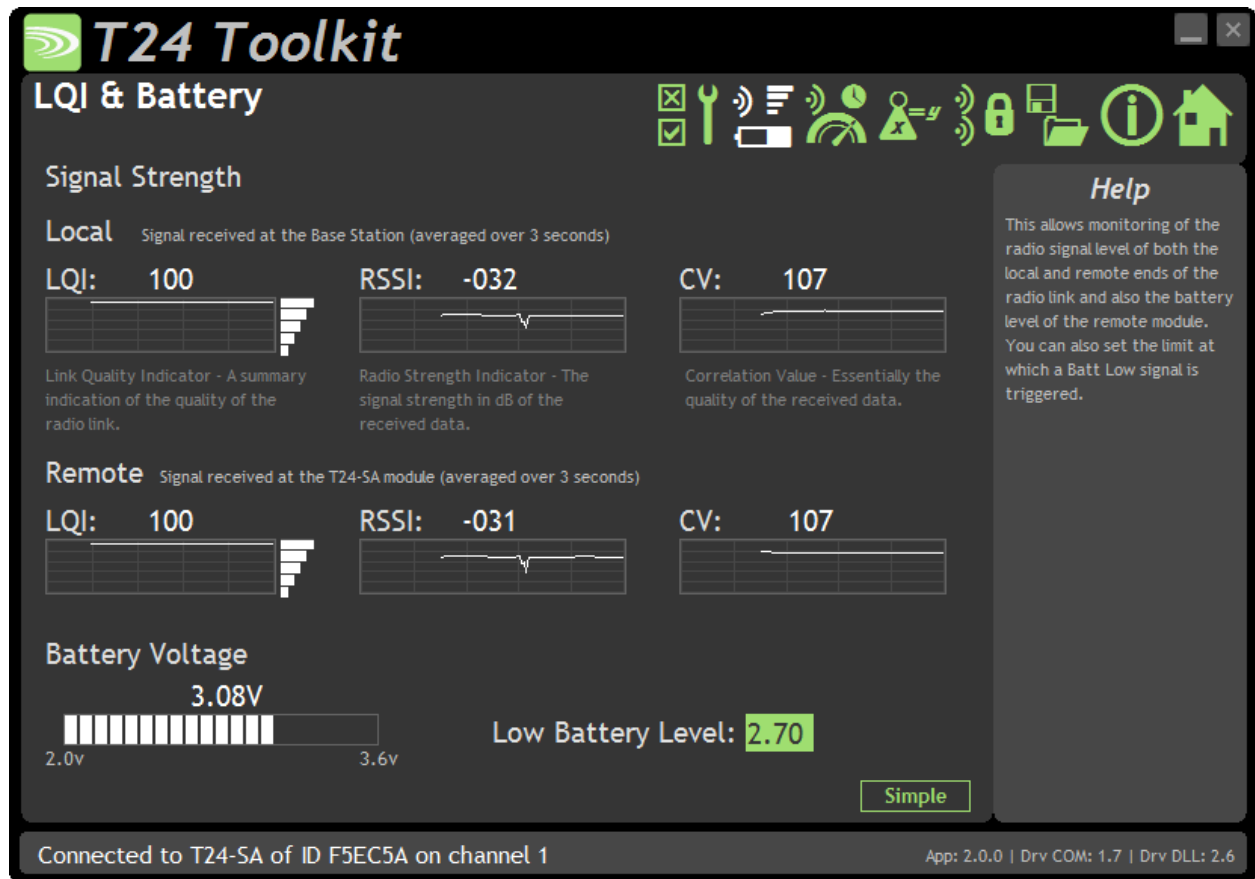 T24 Toolkit
LQI & Battery
x=y
Signal Strength
Local Signal received at the Base Station (averaged over 3 seconds)
LQI: 100 RSSI: -032 CV: 107
Link Quality Indicator - A summary
indication of the quality of the
radio link.
Radio Strength Indicator - The
signal strength in dB of the
received data.
Correlation Value - Essentially the
quality of the received data.
Remote Signal received at the T24-SA module (averaged over 3 seconds)
LQI: 100 RSSI: -031 CV: 107
Battery Voltage
3.08V
2.0v 3.6v
Low Battery Level: 2.70
Simple
Help
This allows monitoring of the
radio signal level of both the
local and remote ends of the
radio link and also the battery
level of the remote module.
You can also set the limit at
which a Batt Low signal is
triggered.
Connected to T24-SA of ID F5EC5A on channel 1
App: 2.0.0 | Drv COM: 1.7 | Drv DLL: 2.6